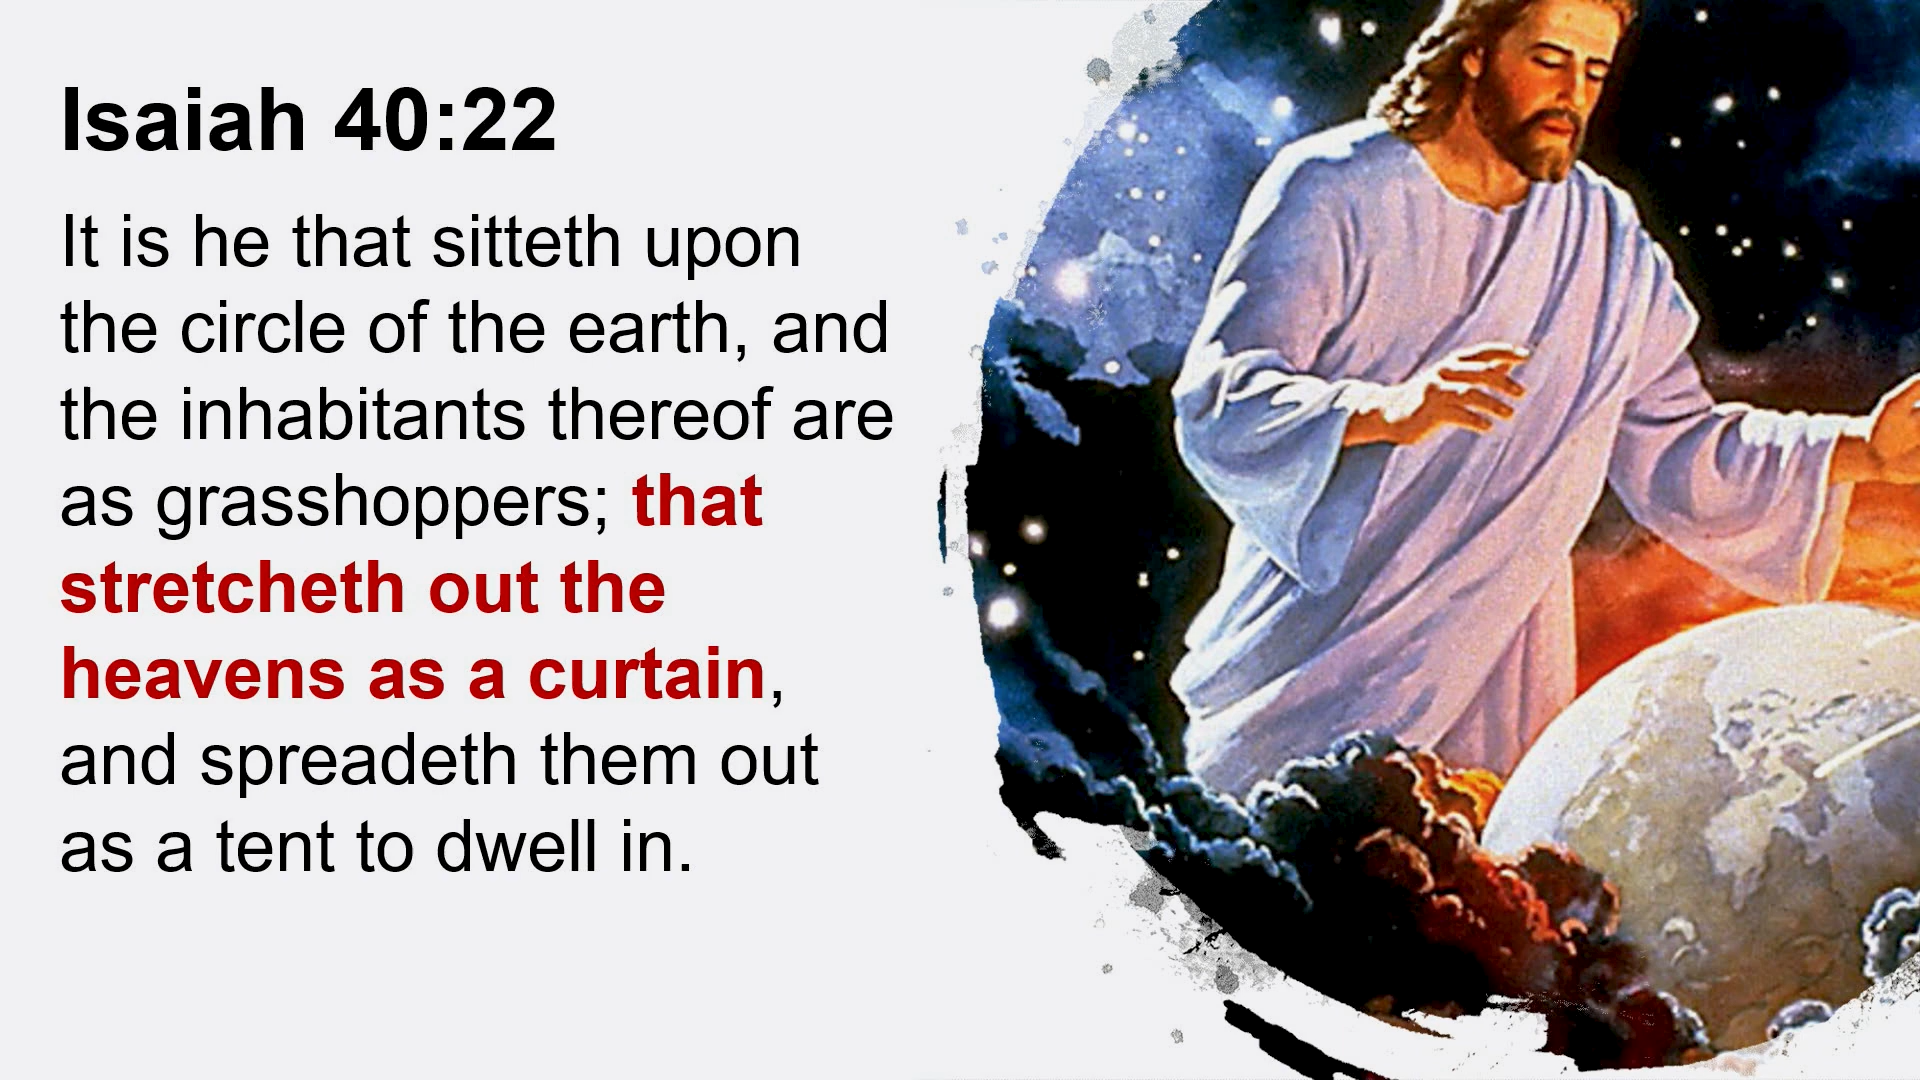 Isaiah 40:22
It is he that sitteth upon
the circle of the earth, and
the inhabitants thereof are
as grasshoppers; that
stretcheth out the
heavens as a curtain,
and spreadeth them out
as a tent to dwell in.